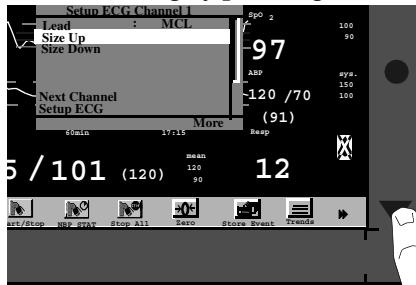 Setup ECG Channel 1
Lead : MCL
Size Up
Size Down
Next Channel
Setup ECG
More
SpO 2
100
90
97
ABP
sys.
150
100
120 /70
(91)
60min
17:15
Resp
5 / 101 (120)
mean
120
90
12
art/Stop
NBP STAT
Stop All
Zero
Store Event
Trends